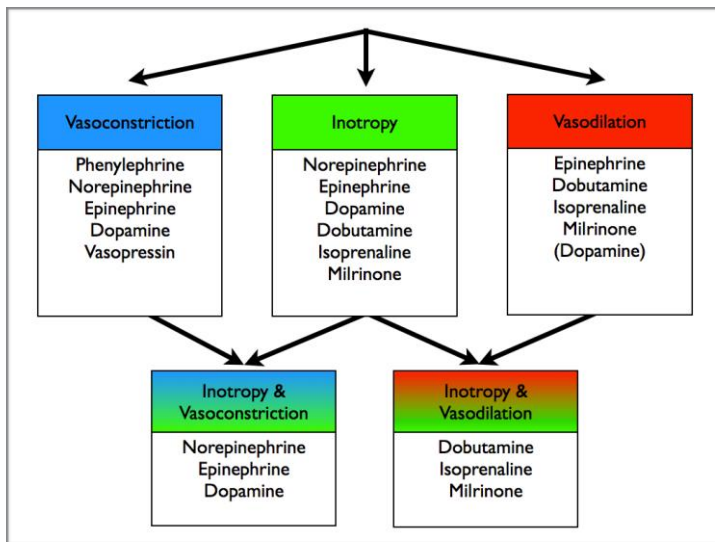 Vasoconstriction
Phenylephrine
Norepinephrine
Epinephrine
Dopamine
Vasopressin
Inotropy
Norepinephrine
Epinephrine
Dopamine
Dobutamine
Isoprenaline
Milrinone
Vasodilation
Epinephrine
Dobutamine
Isoprenaline
Milrinone
(Dopamine)
Inotropy &
Vasoconstriction
Norepinephrine
Epinephrine
Dopamine
Inotropy &
Vasodilation
Dobutamine
Isoprenaline
Milrinone